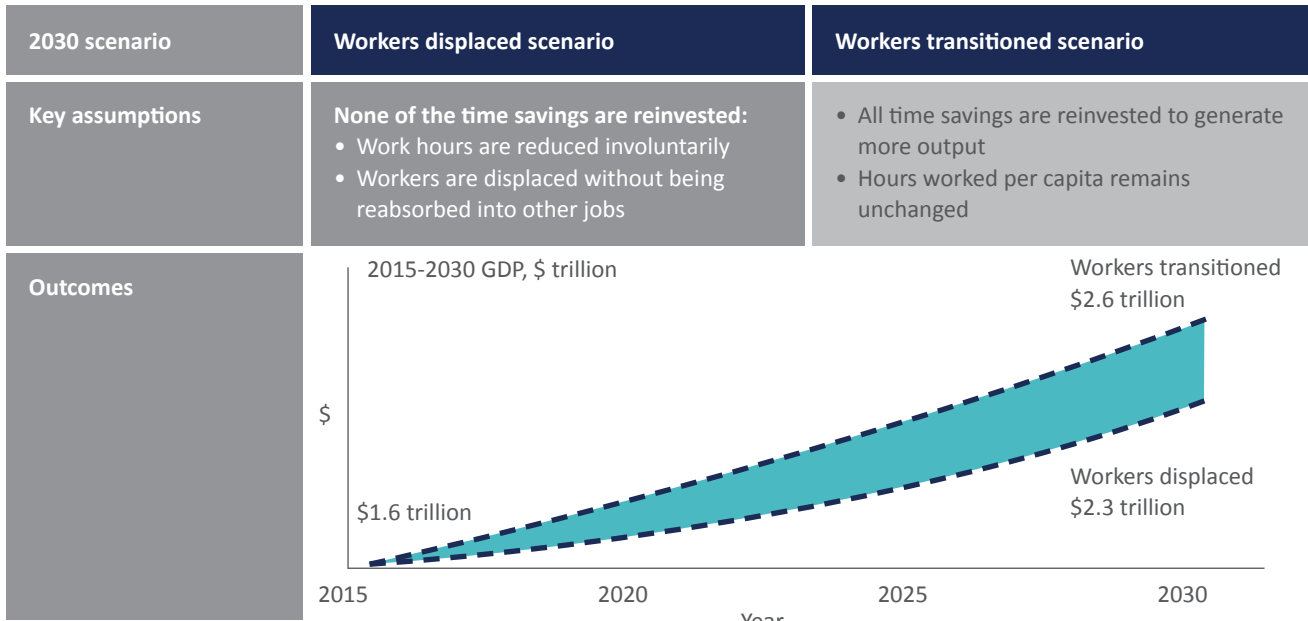 2030 scenario
Workers displaced scenario
Workers transitioned scenario
Key assumptions
None of the time savings are reinvested:
• Work hours are reduced involuntarily
• Workers are displaced without being
reabsorbed into other jobs
• All time savings are reinvested to generate
more output
• Hours worked per capita remains
unchanged
Outcomes
2015-2030 GDP, $ trillion
Workers transitioned
$2.6 trillion
$
$1.6 trillion
Workers displaced
$2.3 trillion
2015 2020 2025 2030
Year